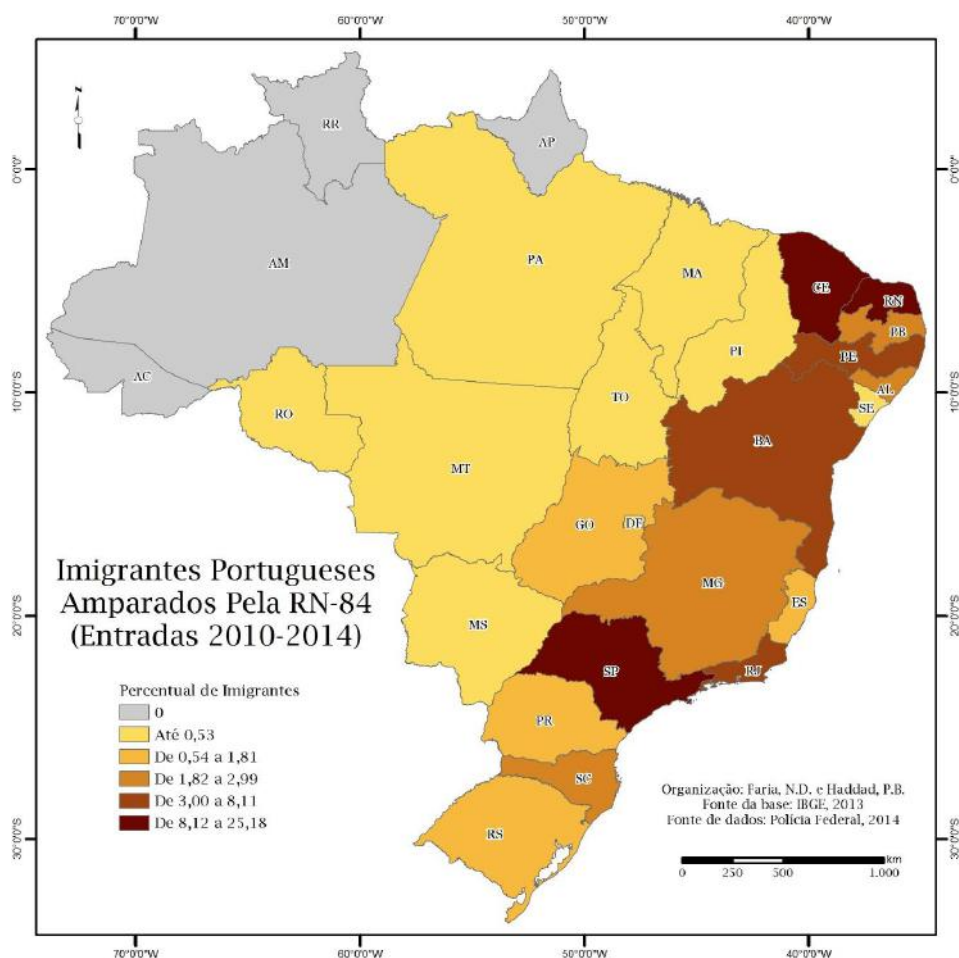 70°0'0"W 60°0'0"W 50°0'0"W 40°0'0"W
0°0'0" 0°0'0"
10°0'0"S 10°0'0"S
20°0'0"S 20°0'0"S
30°0'0"S 30°0'0"S
RR
AP
AM
PA
MA
CE
RN
PB
PI
PE
AC
TO
AL
SE
RO
BA
MT
GO
DF
MG
ES
MS
SP
RJ
PR
SC
RS
Imigrantes Portugueses
Amparados Pela RN-84
(Entradas 2010-2014)
Percentual de Imigrantes
0
Até 0,53
De 0,54 a 1,81
De 1,82 a 2,99
De 3,00 a 8,11
De 8,12 a 25,18
Organização: Faria, N.D. e Haddad, P.B.
Fonte da base: IBGE, 2013
Fonte de dados: Polícia Federal, 2014
km
0 250 500 1.000
70°0'0"W 60°0'0"W 50°0'0"W 40°0'0"W